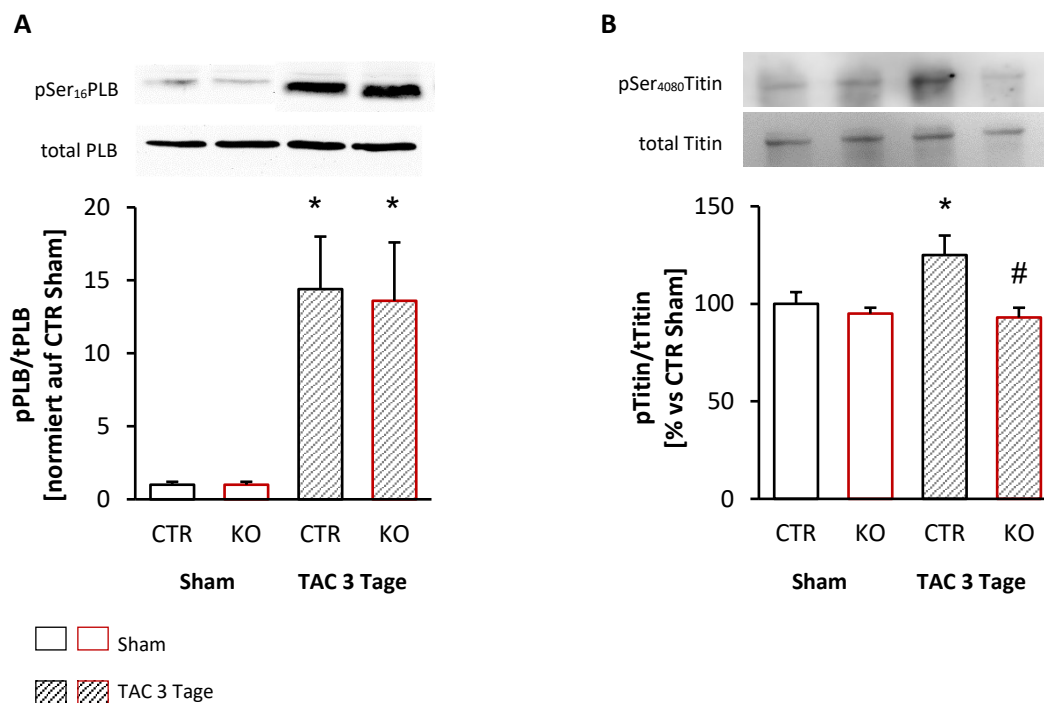 A
pSer₁₆PLB
total PLB
pPLB/tPLB
[normiert auf CTR Sham]
20
15
10
5
0
* *
CTR KO CTR KO
Sham TAC 3 Tage
Sham
TAC 3 Tage
B
pSer₄₀₈₀Titin
total Titin
pTitin/tTitin
[% vs CTR Sham]
150
100
50
0
*
#
CTR KO CTR KO
Sham TAC 3 Tage